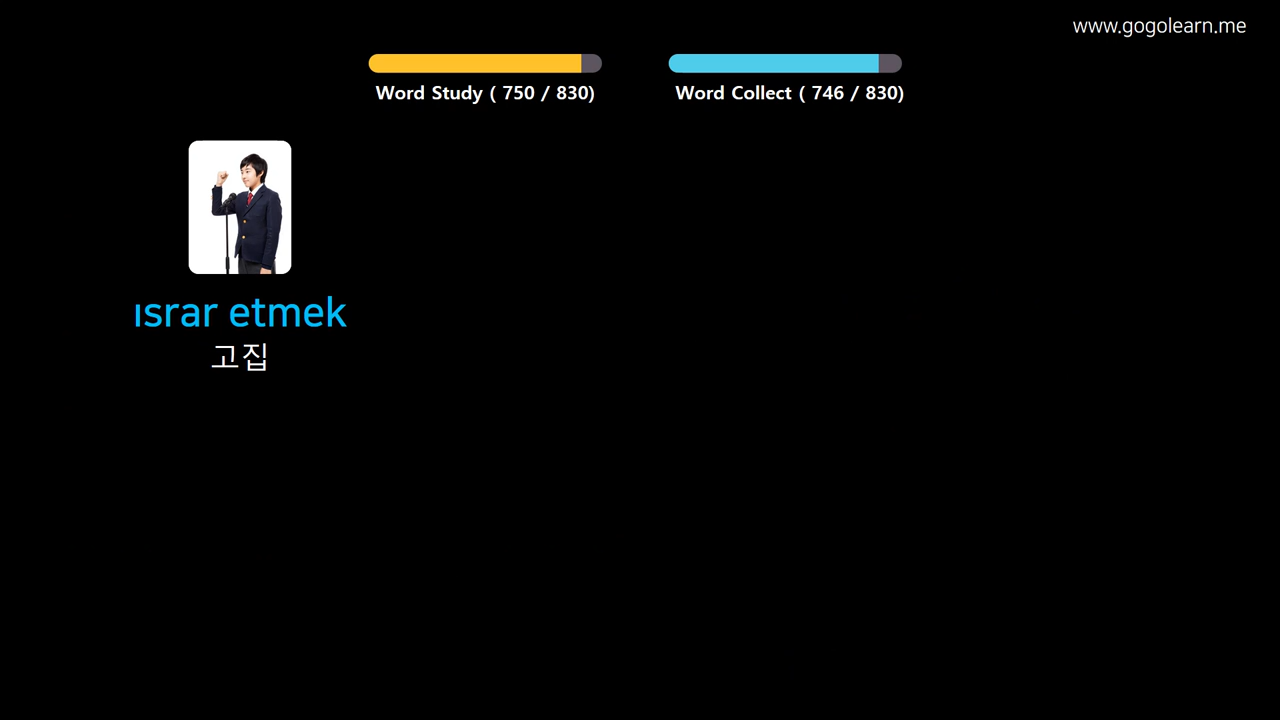 www.gogolearn.me
Word Study ( 750 / 830)
Word Collect ( 746 / 830)
ısrar etmek
고집